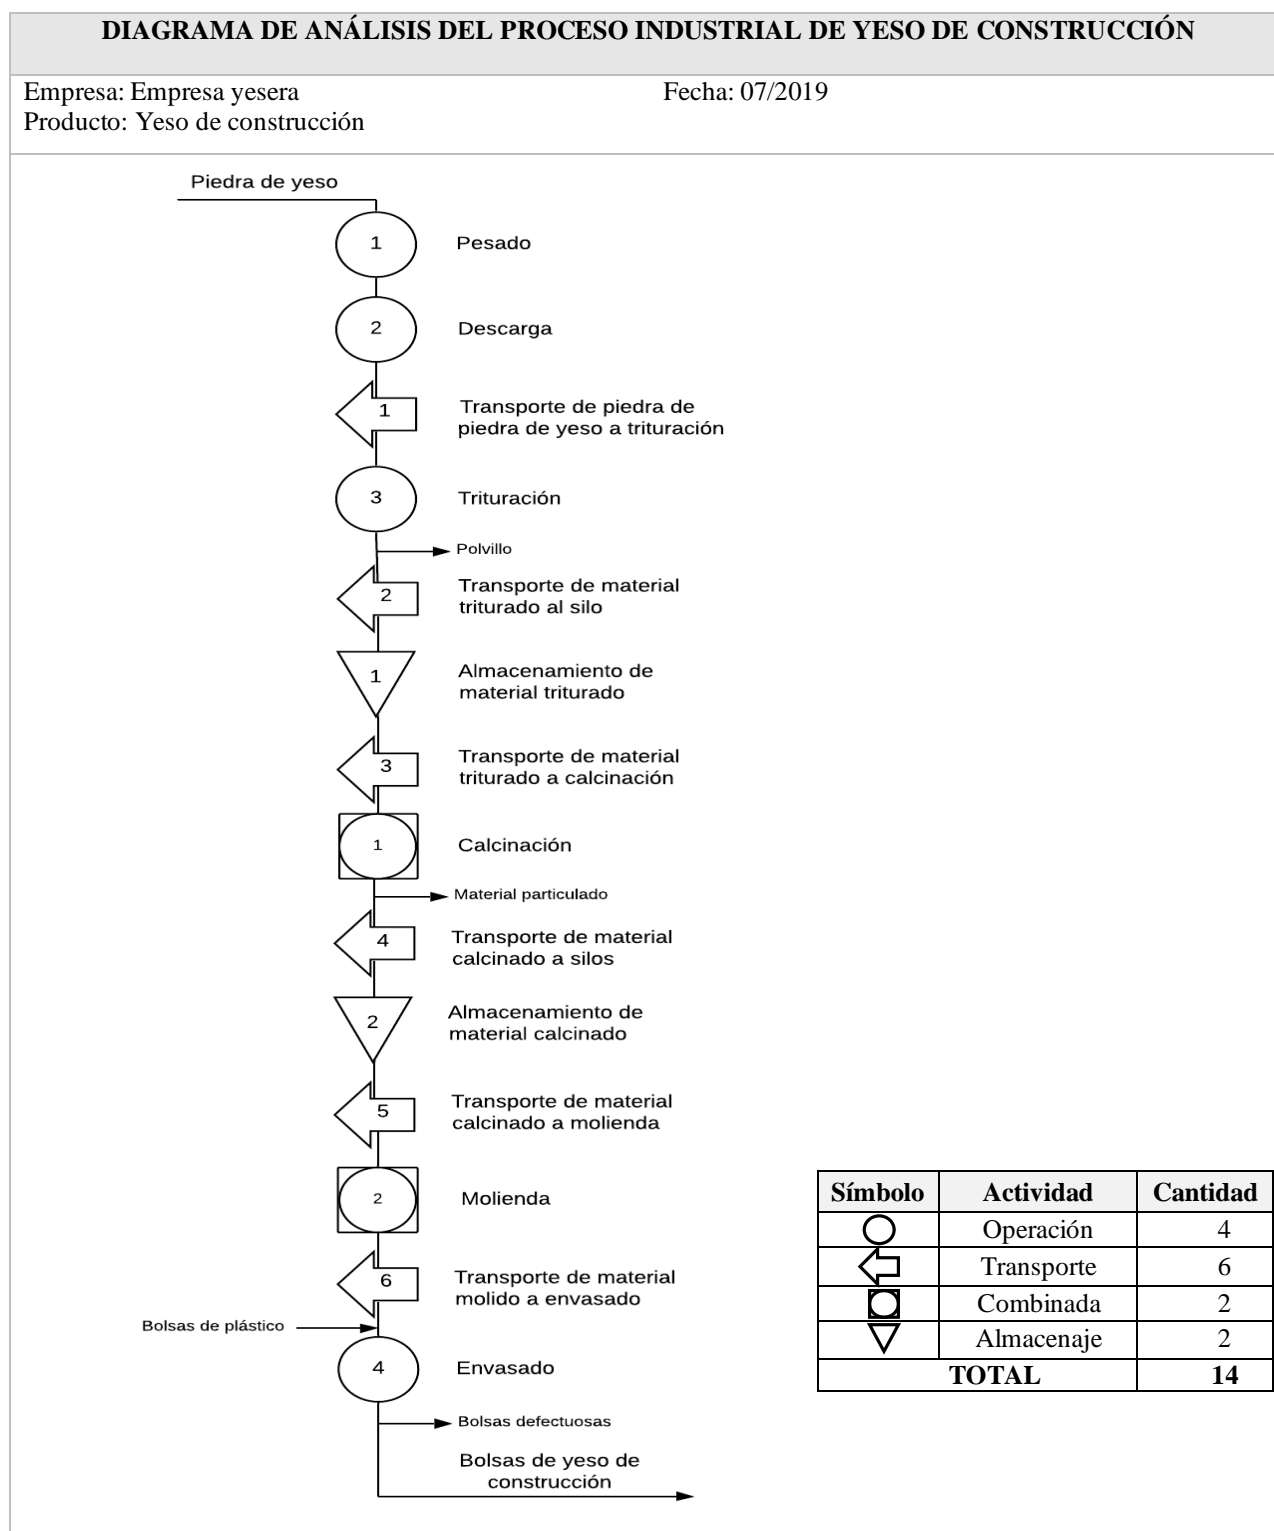 DIAGRAMA DE ANÁLISIS DEL PROCESO INDUSTRIAL DE YESO DE CONSTRUCCIÓN
Empresa: Empresa yesera Fecha: 07/2019
Producto: Yeso de construcción
Piedra de yeso
1 Pesado
2 Descarga
1 Transporte de piedra de
piedra de yeso a trituración
3 Trituración
Polvillo
2 Transporte de material
triturado al silo
1 Almacenamiento de
material triturado
3 Transporte de material
triturado a calcinación
1 Calcinación
Material particulado
4 Transporte de material
calcinado a silos
2 Almacenamiento de
material calcinado
5 Transporte de material
calcinado a molienda
2 Molienda
6 Transporte de material
molido a envasado
Bolsas de plástico
4 Envasado
Bolsas defectuosas
Bolsas de yeso de
construcción
Símbolo Actividad Cantidad
Operación 4
Transporte 6
Combinada 2
Almacenaje 2
TOTAL 14